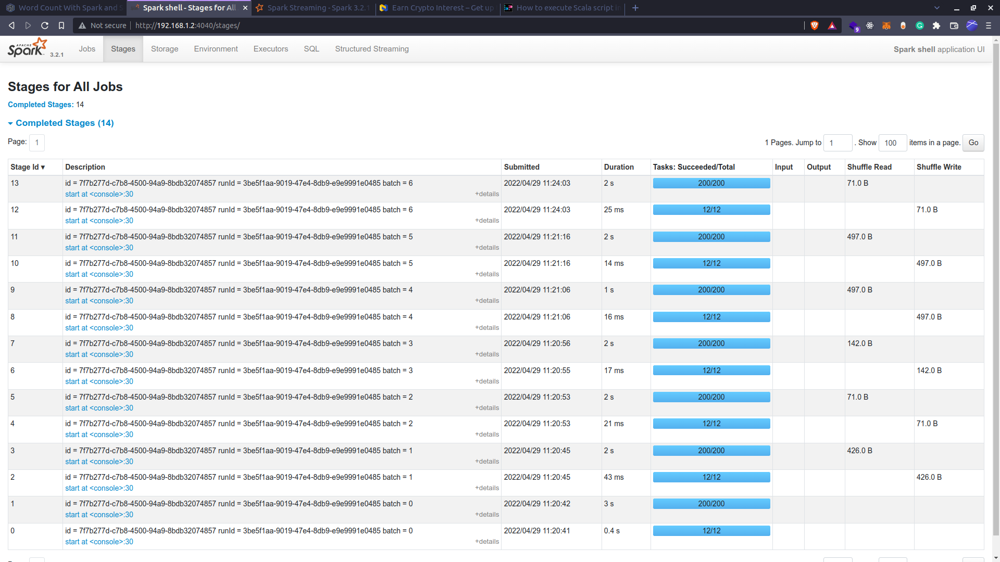 Word Count With Spark and S
Spark shell - Stages for All
Spark Streaming - Spark 3.2.1
Earn Crypto Interest – Get up
How to execute Scala script in
Not secure
http://192.168.1.2:4040/stages/
9
APACHE Spark 3.2.1
Jobs
Stages
Storage
Environment
Executors
SQL
Structured Streaming
Spark shell application UI
Stages for All Jobs
Completed Stages: 14
Completed Stages (14)
Page: 1
1 Pages. Jump to 1 . Show 100 items in a page. Go
Stage Id ▾ Description Submitted Duration Tasks: Succeeded/Total Input Output Shuffle Read Shuffle Write
13 id = 7f7b277d-c7b8-4500-94a9-8bdb32074857 runId = 3be5f1aa-9019-47e4-8db9-e9e9991e0485 batch = 6 2022/04/29 11:24:03 2 s 200/200 71.0 B
start at <console>:30 +details
12 id = 7f7b277d-c7b8-4500-94a9-8bdb32074857 runId = 3be5f1aa-9019-47e4-8db9-e9e9991e0485 batch = 6 2022/04/29 11:24:03 25 ms 12/12 71.0 B
start at <console>:30 +details
11 id = 7f7b277d-c7b8-4500-94a9-8bdb32074857 runId = 3be5f1aa-9019-47e4-8db9-e9e9991e0485 batch = 5 2022/04/29 11:21:16 2 s 200/200 497.0 B
start at <console>:30 +details
10 id = 7f7b277d-c7b8-4500-94a9-8bdb32074857 runId = 3be5f1aa-9019-47e4-8db9-e9e9991e0485 batch = 5 2022/04/29 11:21:16 14 ms 12/12 497.0 B
start at <console>:30 +details
9 id = 7f7b277d-c7b8-4500-94a9-8bdb32074857 runId = 3be5f1aa-9019-47e4-8db9-e9e9991e0485 batch = 4 2022/04/29 11:21:06 1 s 200/200 497.0 B
start at <console>:30 +details
8 id = 7f7b277d-c7b8-4500-94a9-8bdb32074857 runId = 3be5f1aa-9019-47e4-8db9-e9e9991e0485 batch = 4 2022/04/29 11:21:06 16 ms 12/12 497.0 B
start at <console>:30 +details
7 id = 7f7b277d-c7b8-4500-94a9-8bdb32074857 runId = 3be5f1aa-9019-47e4-8db9-e9e9991e0485 batch = 3 2022/04/29 11:20:56 2 s 200/200 142.0 B
start at <console>:30 +details
6 id = 7f7b277d-c7b8-4500-94a9-8bdb32074857 runId = 3be5f1aa-9019-47e4-8db9-e9e9991e0485 batch = 3 2022/04/29 11:20:55 17 ms 12/12 142.0 B
start at <console>:30 +details
5 id = 7f7b277d-c7b8-4500-94a9-8bdb32074857 runId = 3be5f1aa-9019-47e4-8db9-e9e9991e0485 batch = 2 2022/04/29 11:20:53 2 s 200/200 71.0 B
start at <console>:30 +details
4 id = 7f7b277d-c7b8-4500-94a9-8bdb32074857 runId = 3be5f1aa-9019-47e4-8db9-e9e9991e0485 batch = 2 2022/04/29 11:20:53 21 ms 12/12 71.0 B
start at <console>:30 +details
3 id = 7f7b277d-c7b8-4500-94a9-8bdb32074857 runId = 3be5f1aa-9019-47e4-8db9-e9e9991e0485 batch = 1 2022/04/29 11:20:45 2 s 200/200 426.0 B
start at <console>:30 +details
2 id = 7f7b277d-c7b8-4500-94a9-8bdb32074857 runId = 3be5f1aa-9019-47e4-8db9-e9e9991e0485 batch = 1 2022/04/29 11:20:45 43 ms 12/12 426.0 B
start at <console>:30 +details
1 id = 7f7b277d-c7b8-4500-94a9-8bdb32074857 runId = 3be5f1aa-9019-47e4-8db9-e9e9991e0485 batch = 0 2022/04/29 11:20:42 3 s 200/200
start at <console>:30 +details
0 id = 7f7b277d-c7b8-4500-94a9-8bdb32074857 runId = 3be5f1aa-9019-47e4-8db9-e9e9991e0485 batch = 0 2022/04/29 11:20:41 0.4 s 12/12
start at <console>:30 +details